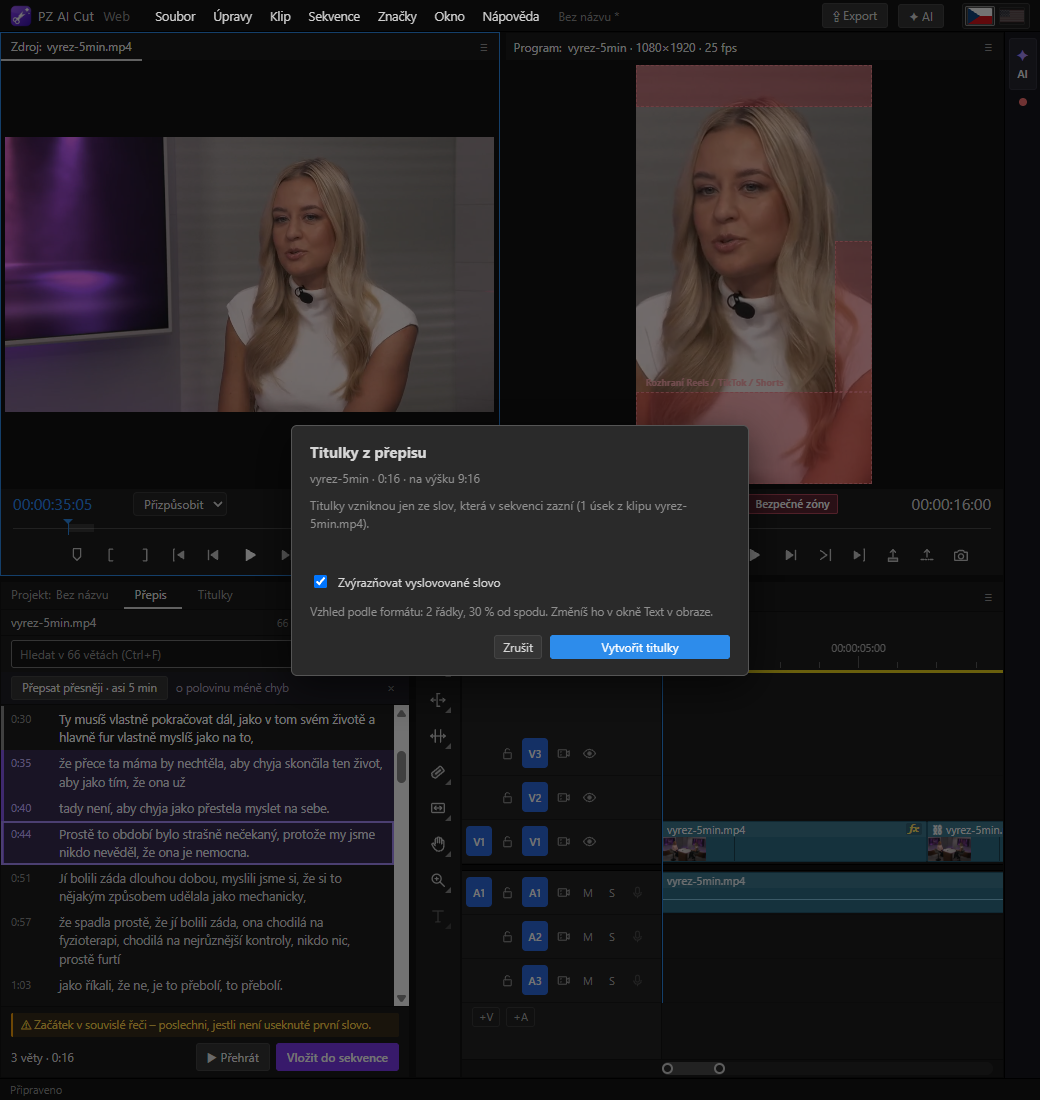 PZ AI Cut Web Soubor Úpravy Klip Sekvence Značky Okno Nápověda Bez názvu * Export AI
Zdroj: vyrez-5min.mp4
Program: vyrez-5min · 1080×1920 · 25 fps
AI
Rozhraní Reels / TikTok / Shorts
00:00:35:05 Přizpůsobit
Bezpečné zóny 00:00:16:00
Titulky z přepisu
vyrez-5min · 0:16 · na výšku 9:16
Titulky vzniknou jen ze slov, která v sekvenci zazní (1 úsek z klipu vyrez-
5min.mp4).
Zvýrazňovat vyslovované slovo
Vzhled podle formátu: 2 řádky, 30 % od spodu. Změníš ho v okně Text v obraze.
Zrušit Vytvořit titulky
Projekt: Bez názvu Přepis Titulky
vyrez-5min.mp4 66
Hledat v 66 větách (Ctrl+F)
Přepsat přesněji · asi 5 min o polovinu méně chyb ×
0:30 Ty musíš vlastně pokračovat dál, jako v tom svém životě a
hlavně fur vlastně myslíš jako na to,
0:35 že přece ta máma by nechtěla, aby chyja skončila ten život,
aby jako tím, že ona už
0:40 tady není, aby chyja jako přestela myslet na sebe.
0:44 Prostě to období bylo strašně nečekaný, protože my jsme
nikdo nevěděl, že ona je nemocna.
0:51 Jí bolili záda dlouhou dobou, myslili jsme si, že si to
nějakým způsobem udělala jako mechanicky,
0:57 že spadla prostě, že jí bolili záda, ona chodilá na
fyzioterapi, chodilá na nejrůznější kontroly, nikdo nic,
prostě furtí
1:03 jako říkali, že ne, je to přebolí, to přebolí.
Začátek v souvislé řeči – poslechni, jestli není useknuté první slovo.
3 věty · 0:16 Přehrát Vložit do sekvence
Připraveno
00:00:05:00
V3
V2
V1 V1
vyrez-5min.mp4 fx vyrez-5min.
A1 A1 M S
vyrez-5min.mp4
A2 M S
A3 M S
+V +A
T